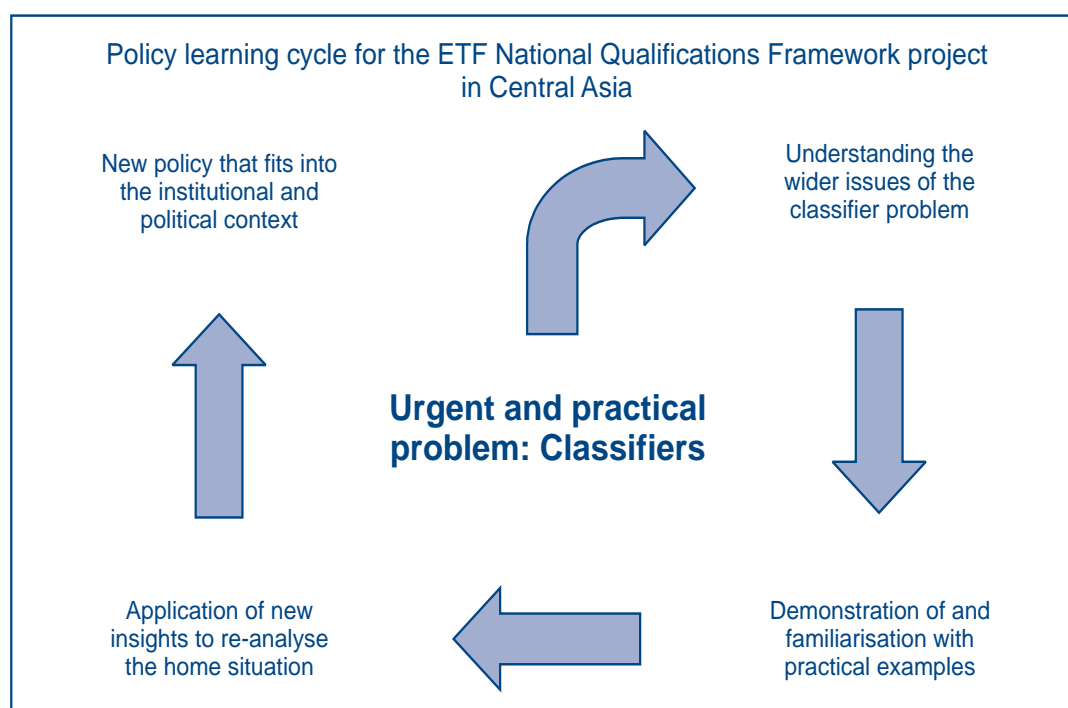 Policy learning cycle for the ETF National Qualifications Framework project
in Central Asia
New policy that fits into
the institutional and
political context
Understanding the
wider issues of the
classifier problem
Urgent and practical
problem: Classifiers
Application of new
insights to re-analyse
the home situation
Demonstration of and
familiarisation with
practical examples